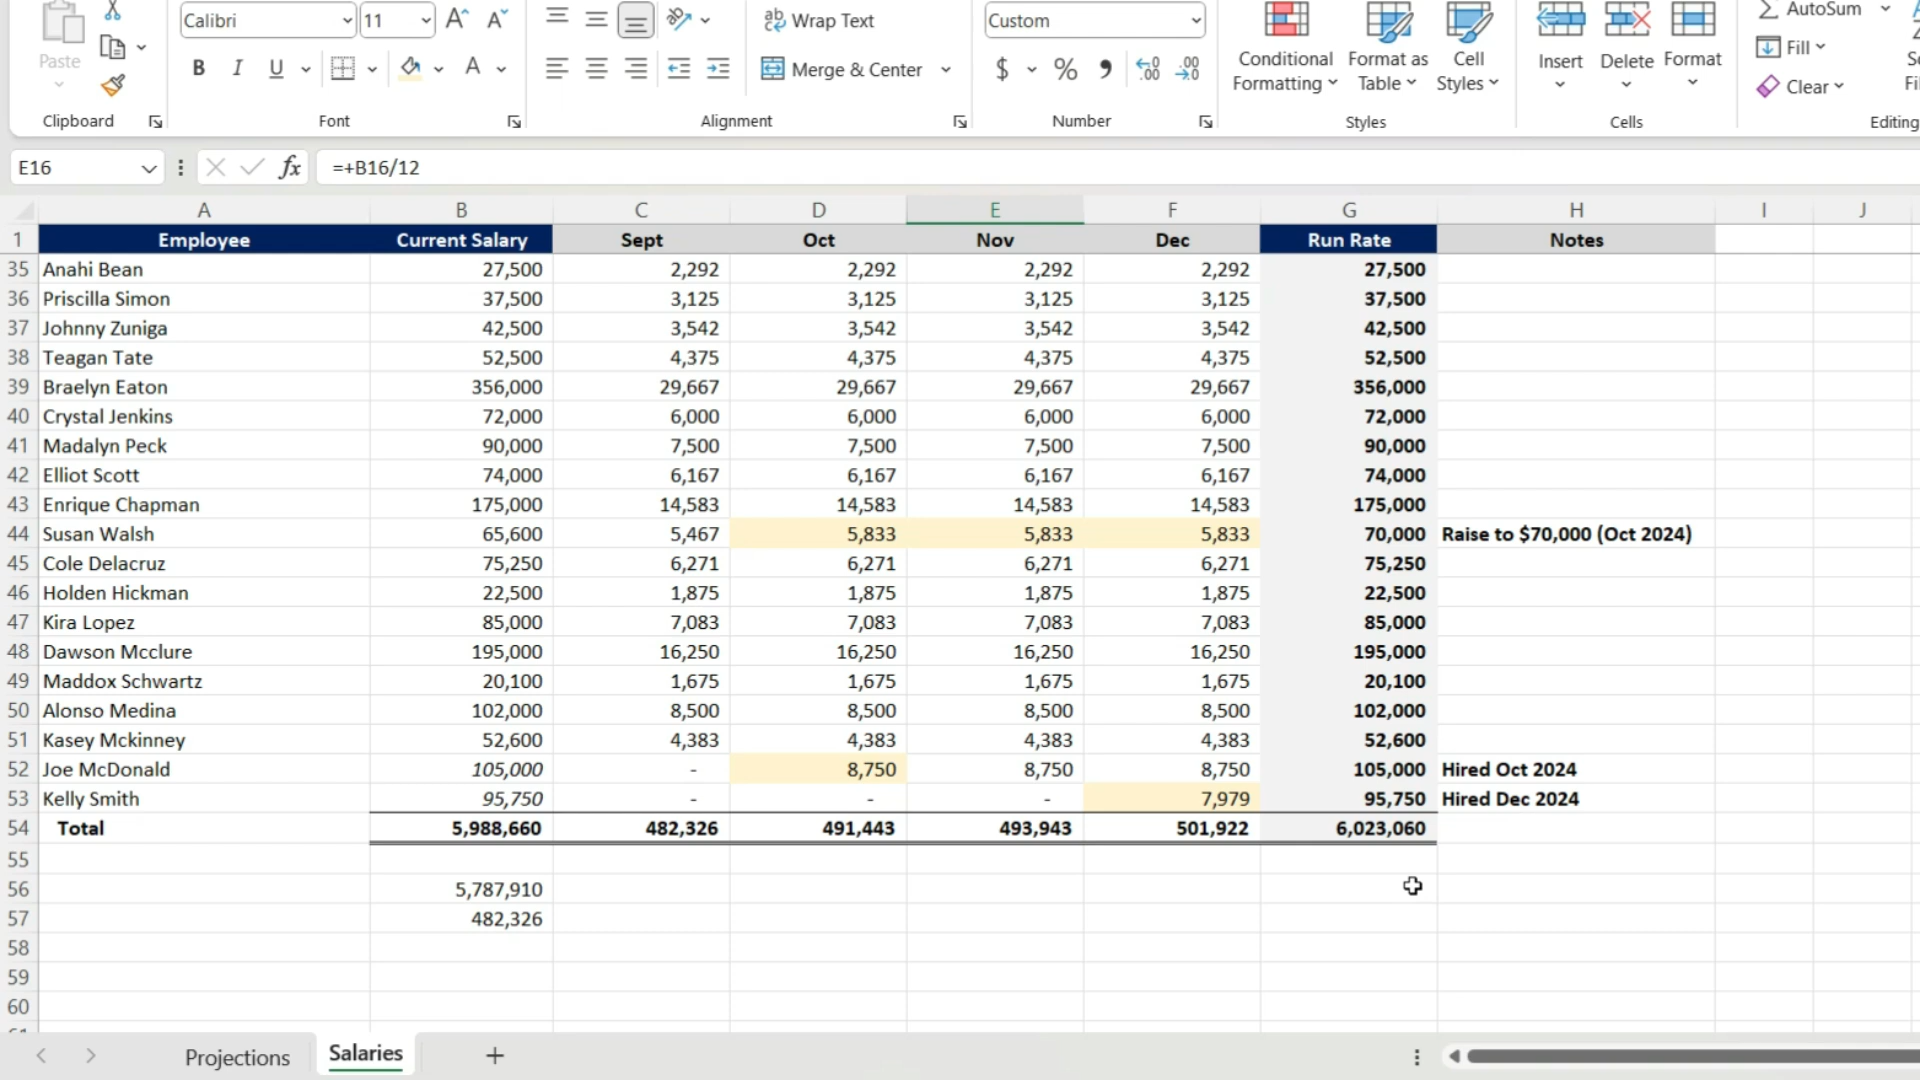 Calibri 11 Wrap Text Custom AutoSum
Paste B I U A Merge & Center $ % 9 .00 .00 Conditional Formatting Format as Table Cell Styles Insert Delete Format Fill
Clear
Clipboard Font Alignment Number Styles Cells Editing
E16 fx =+B16/12
A B C D E F G H I J
1 Employee Current Salary Sept Oct Nov Dec Run Rate Notes
35 Anahi Bean 27,500 2,292 2,292 2,292 2,292 27,500
36 Priscilla Simon 37,500 3,125 3,125 3,125 3,125 37,500
37 Johnny Zuniga 42,500 3,542 3,542 3,542 3,542 42,500
38 Teagan Tate 52,500 4,375 4,375 4,375 4,375 52,500
39 Braelyn Eaton 356,000 29,667 29,667 29,667 29,667 356,000
40 Crystal Jenkins 72,000 6,000 6,000 6,000 6,000 72,000
41 Madalyn Peck 90,000 7,500 7,500 7,500 7,500 90,000
42 Elliot Scott 74,000 6,167 6,167 6,167 6,167 74,000
43 Enrique Chapman 175,000 14,583 14,583 14,583 14,583 175,000
44 Susan Walsh 65,600 5,467 5,833 5,833 5,833 70,000 Raise to $70,000 (Oct 2024)
45 Cole Delacruz 75,250 6,271 6,271 6,271 6,271 75,250
46 Holden Hickman 22,500 1,875 1,875 1,875 1,875 22,500
47 Kira Lopez 85,000 7,083 7,083 7,083 7,083 85,000
48 Dawson Mcclure 195,000 16,250 16,250 16,250 16,250 195,000
49 Maddox Schwartz 20,100 1,675 1,675 1,675 1,675 20,100
50 Alonso Medina 102,000 8,500 8,500 8,500 8,500 102,000
51 Kasey Mckinney 52,600 4,383 4,383 4,383 4,383 52,600
52 Joe McDonald 105,000 - 8,750 8,750 8,750 105,000 Hired Oct 2024
53 Kelly Smith 95,750 - - - 7,979 95,750 Hired Dec 2024
54 Total 5,988,660 482,326 491,443 493,943 501,922 6,023,060
55
56 5,787,910
57 482,326
58
59
60
Projections Salaries +